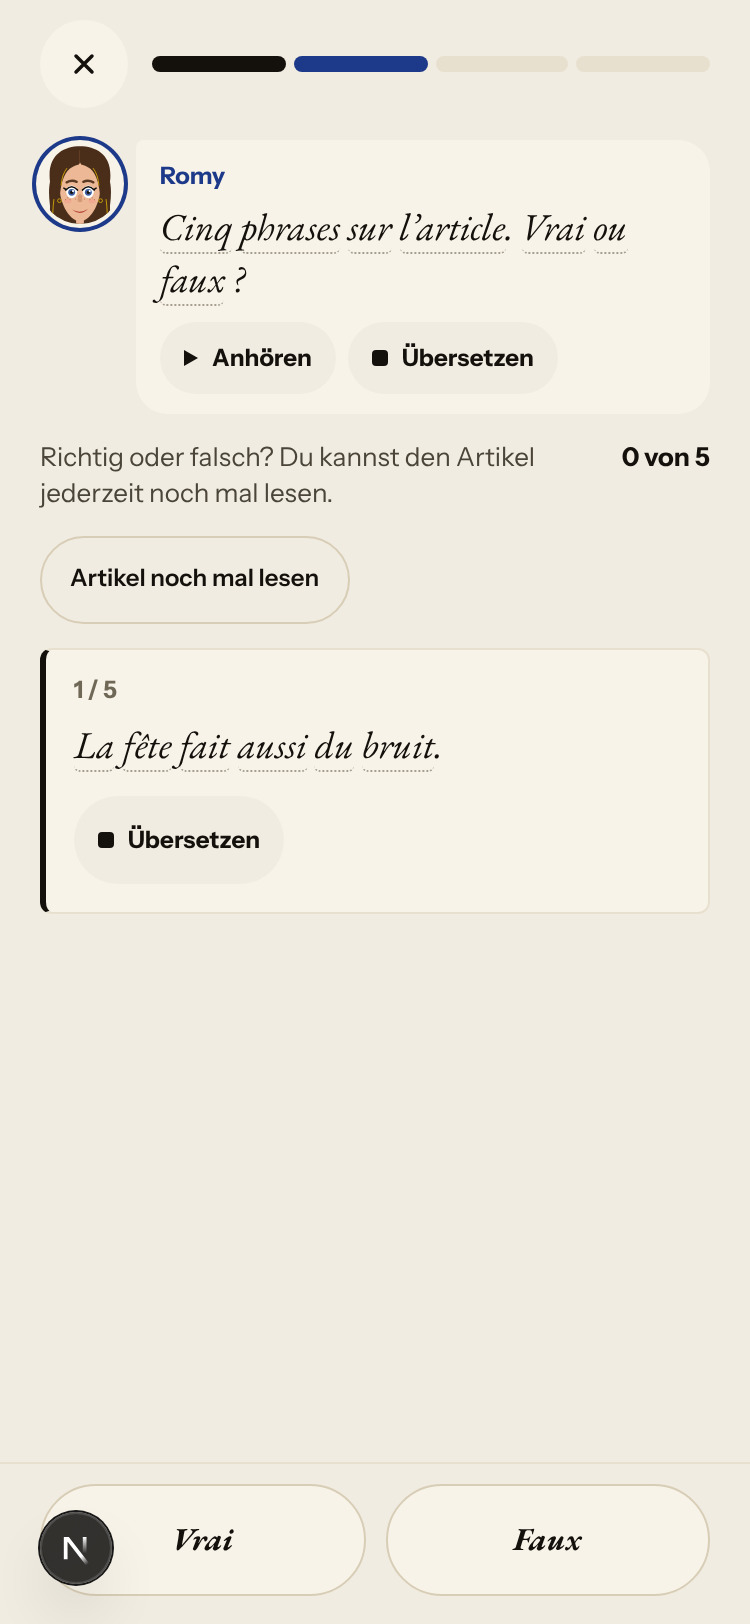 Romy
Cinq phrases sur l’article. Vrai ou
faux ?
Anhören
Übersetzen
Richtig oder falsch? Du kannst den Artikel
jederzeit noch mal lesen.
0 von 5
Artikel noch mal lesen
1 / 5
La fête fait aussi du bruit.
Übersetzen
Vrai
Faux
N